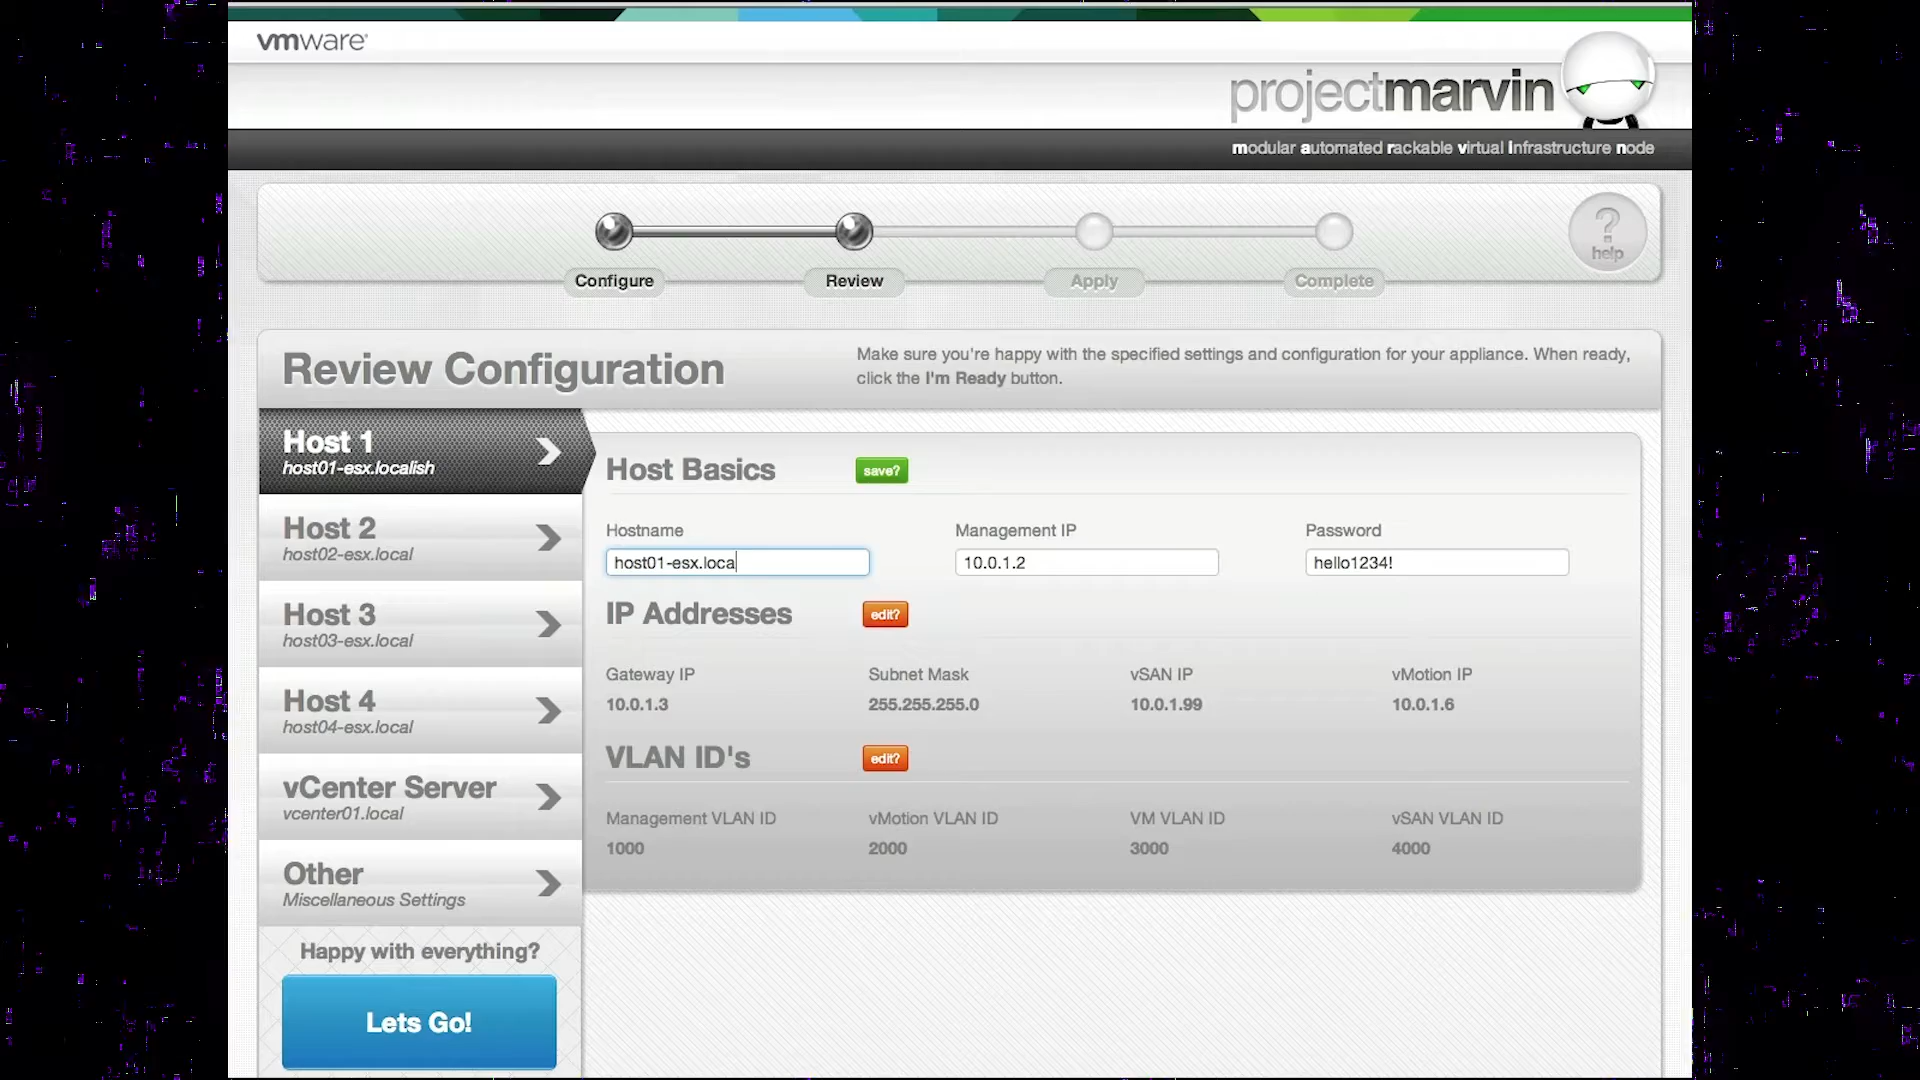 vmware
projectmarvin
modular automated rackable virtual infrastructure node
?
help
Configure
Review
Apply
Complete
Review Configuration
Make sure you're happy with the specified settings and configuration for your appliance. When ready,
click the I'm Ready button.
Host 1
host01-esx.localish
Host 2
host02-esx.local
Host 3
host03-esx.local
Host 4
host04-esx.local
vCenter Server
vcenter01.local
Other
Miscellaneous Settings
Happy with everything?
Lets Go!
Host Basics
save?
Hostname
Management IP
Password
host01-esx.loca
10.0.1.2
hello1234!
IP Addresses
edit?
Gateway IP
Subnet Mask
vSAN IP
vMotion IP
10.0.1.3
255.255.255.0
10.0.1.99
10.0.1.6
VLAN ID's
edit?
Management VLAN ID
vMotion VLAN ID
VM VLAN ID
vSAN VLAN ID
1000
2000
3000
4000